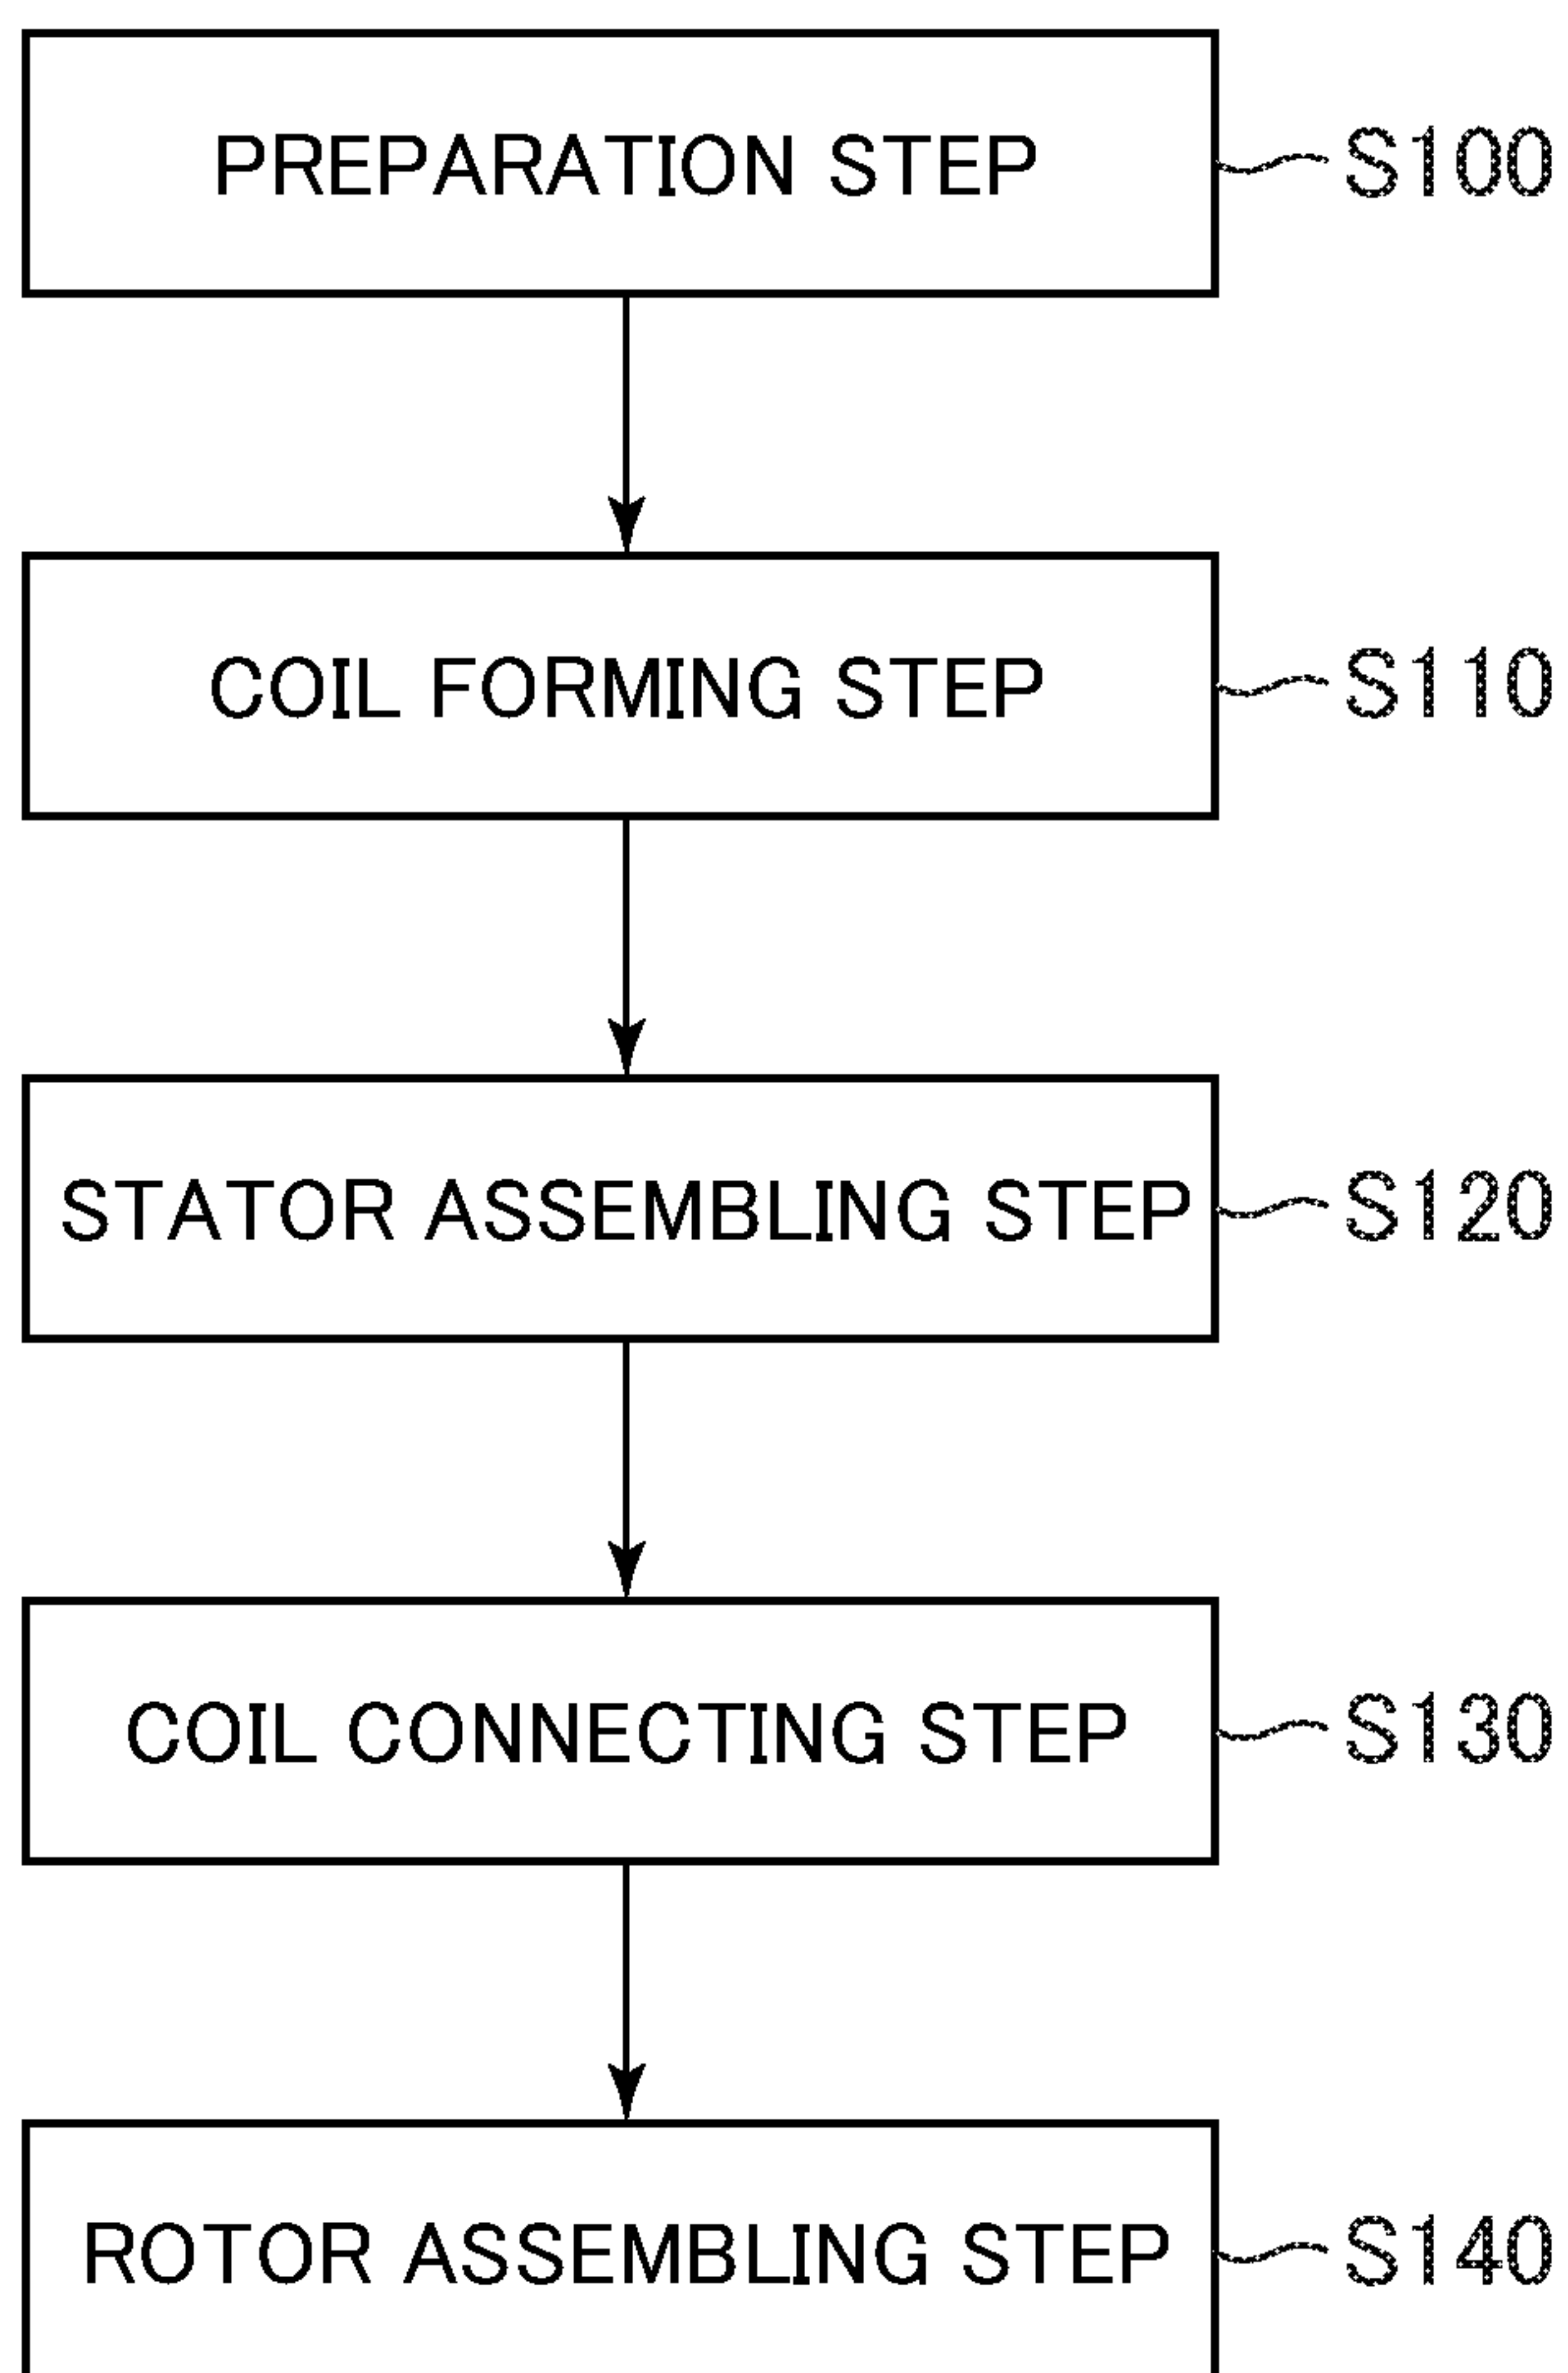 PREPARATION STEP S100
COIL FORMING STEP S110
STATOR ASSEMBLING STEP S120
COIL CONNECTING STEP S130
ROTOR ASSEMBLING STEP S140